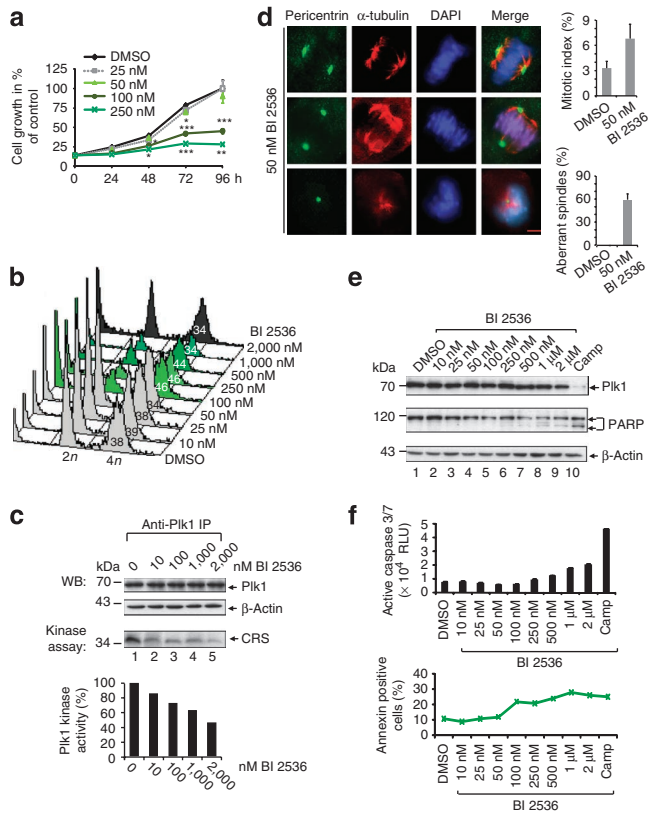 a
Cell growth in %
of control
125
100
75
50
25
0
0 24 48 72 96 h
DMSO
25 nM
50 nM
100 nM
250 nM
*
***
***
*
***
**
d
Pericentrin α-tubulin DAPI Merge
50 nM BI 2536
Mitotic index (%)
10
8
6
4
2
0
DMSO
50 nM
BI 2536
Aberrant spindles (%)
90
60
30
0
DMSO
50 nM
BI 2536
b
BI 2536
2,000 nM
1,000 nM
500 nM
250 nM
100 nM
50 nM
25 nM
10 nM
DMSO
34
34
44
46
46
34
38
39
38
2n 4n
e
BI 2536
kDa
DMSO
10 nM
25 nM
50 nM
100 nM
250 nM
500 nM
1 μM
2 μM
Camp
70 Plk1
120 PARP
43 β-Actin
1 2 3 4 5 6 7 8 9 10
c
Anti-Plk1 IP
kDa 0 10 100 1,000 2,000 nM BI 2536
WB: 70 Plk1
43 β-Actin
Kinase
assay: 34 CRS
1 2 3 4 5
Plk1 kinase
activity (%)
100
80
60
40
20
0
0 10 100 1,000 2,000 nM BI 2536
f
Active caspase 3/7
(× 10⁴ RLU)
5
4
3
2
1
0
DMSO
10 nM
25 nM
50 nM
100 nM
250 nM
500 nM
1 μM
2 μM
Camp
BI 2536
Annexin positive
cells (%)
40
30
20
10
0
DMSO
10 nM
25 nM
50 nM
100 nM
250 nM
500 nM
1 μM
2 μM
Camp
BI 2536